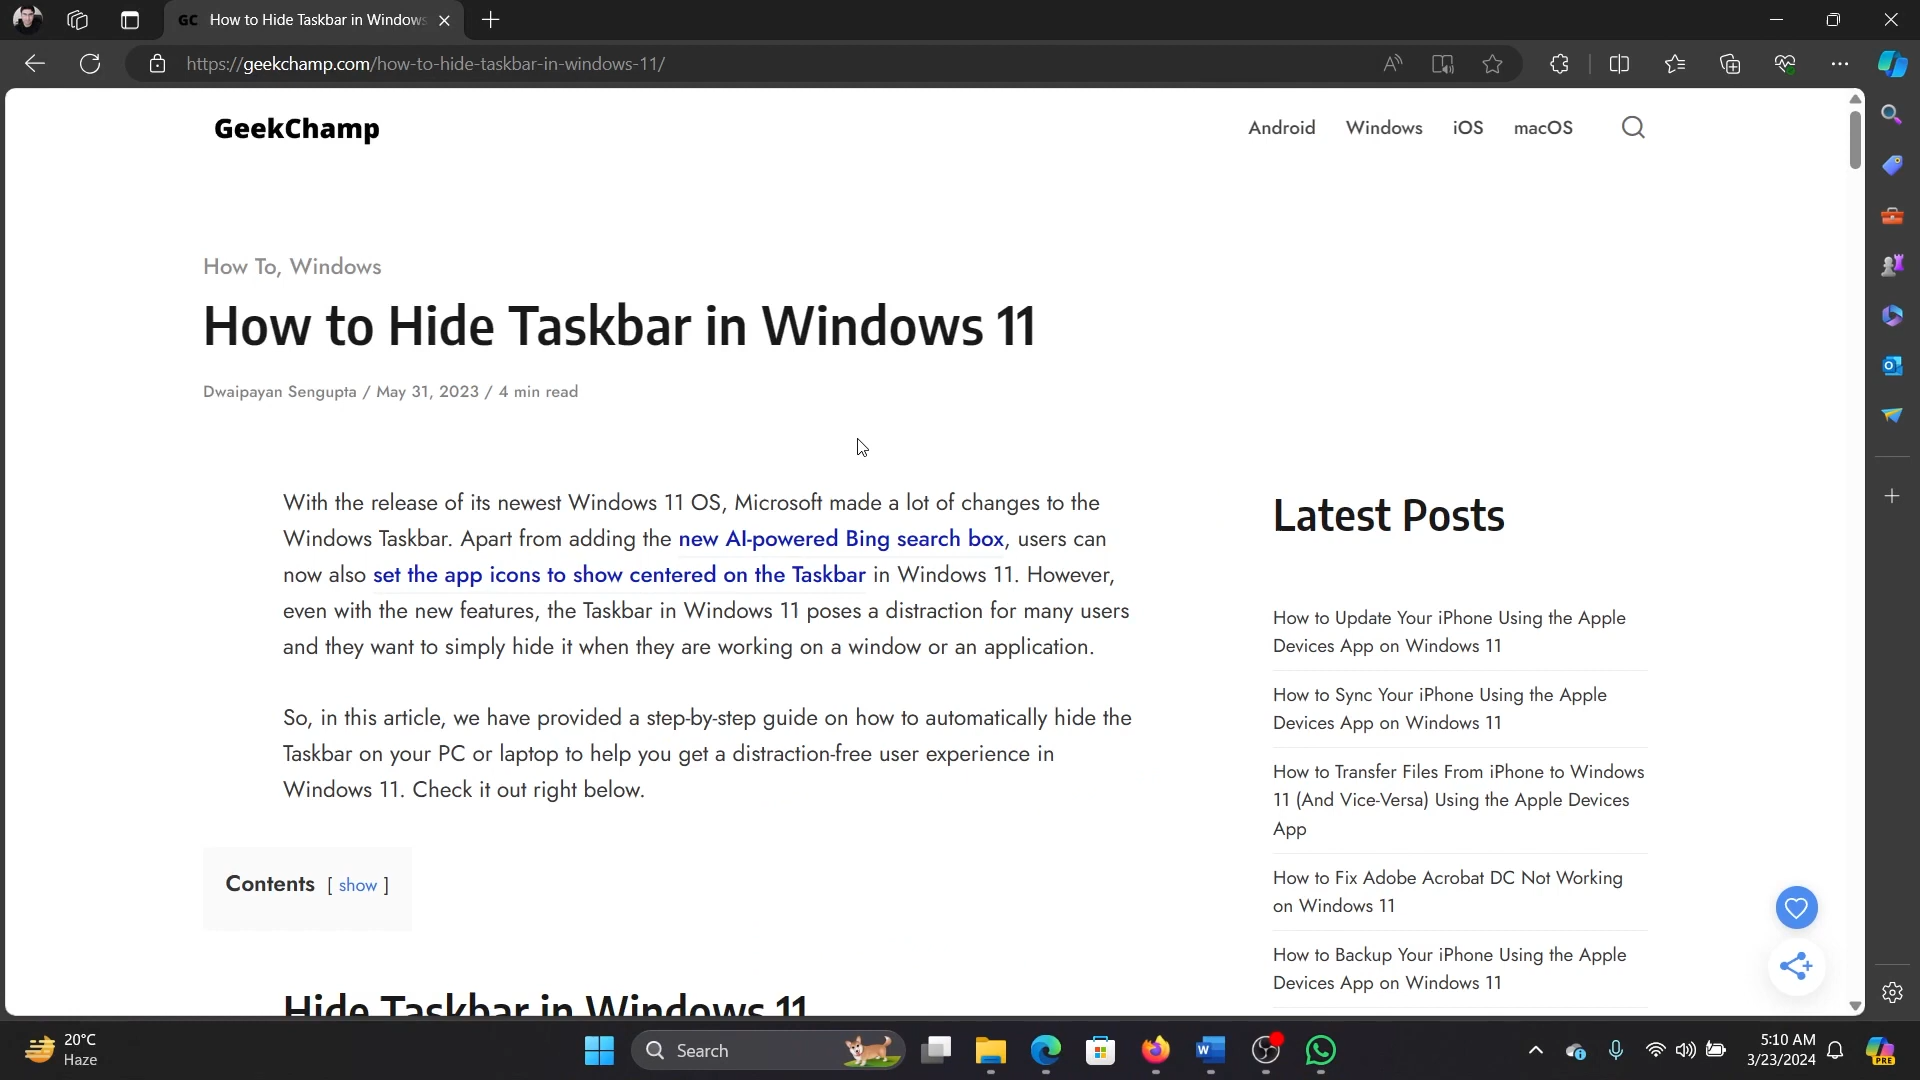 GC How to Hide Taskbar in Windows
https://geekchamp.com/how-to-hide-taskbar-in-windows-11/
GeekChamp
Android Windows iOS macOS
How To, Windows
How to Hide Taskbar in Windows 11
Dwaipayan Sengupta / May 31, 2023 / 4 min read
With the release of its newest Windows 11 OS, Microsoft made a lot of changes to the
Windows Taskbar. Apart from adding the new AI-powered Bing search box, users can
now also set the app icons to show centered on the Taskbar in Windows 11. However,
even with the new features, the Taskbar in Windows 11 poses a distraction for many users
and they want to simply hide it when they are working on a window or an application.
So, in this article, we have provided a step-by-step guide on how to automatically hide the
Taskbar on your PC or laptop to help you get a distraction-free user experience in
Windows 11. Check it out right below.
Contents [ show ]
Hide Taskbar in Windows 11
Latest Posts
How to Update Your iPhone Using the Apple
Devices App on Windows 11
How to Sync Your iPhone Using the Apple
Devices App on Windows 11
How to Transfer Files From iPhone to Windows
11 (And Vice-Versa) Using the Apple Devices
App
How to Fix Adobe Acrobat DC Not Working
on Windows 11
How to Backup Your iPhone Using the Apple
Devices App on Windows 11
20°C
Haze
Search
5:10 AM
3/23/2024
PRE